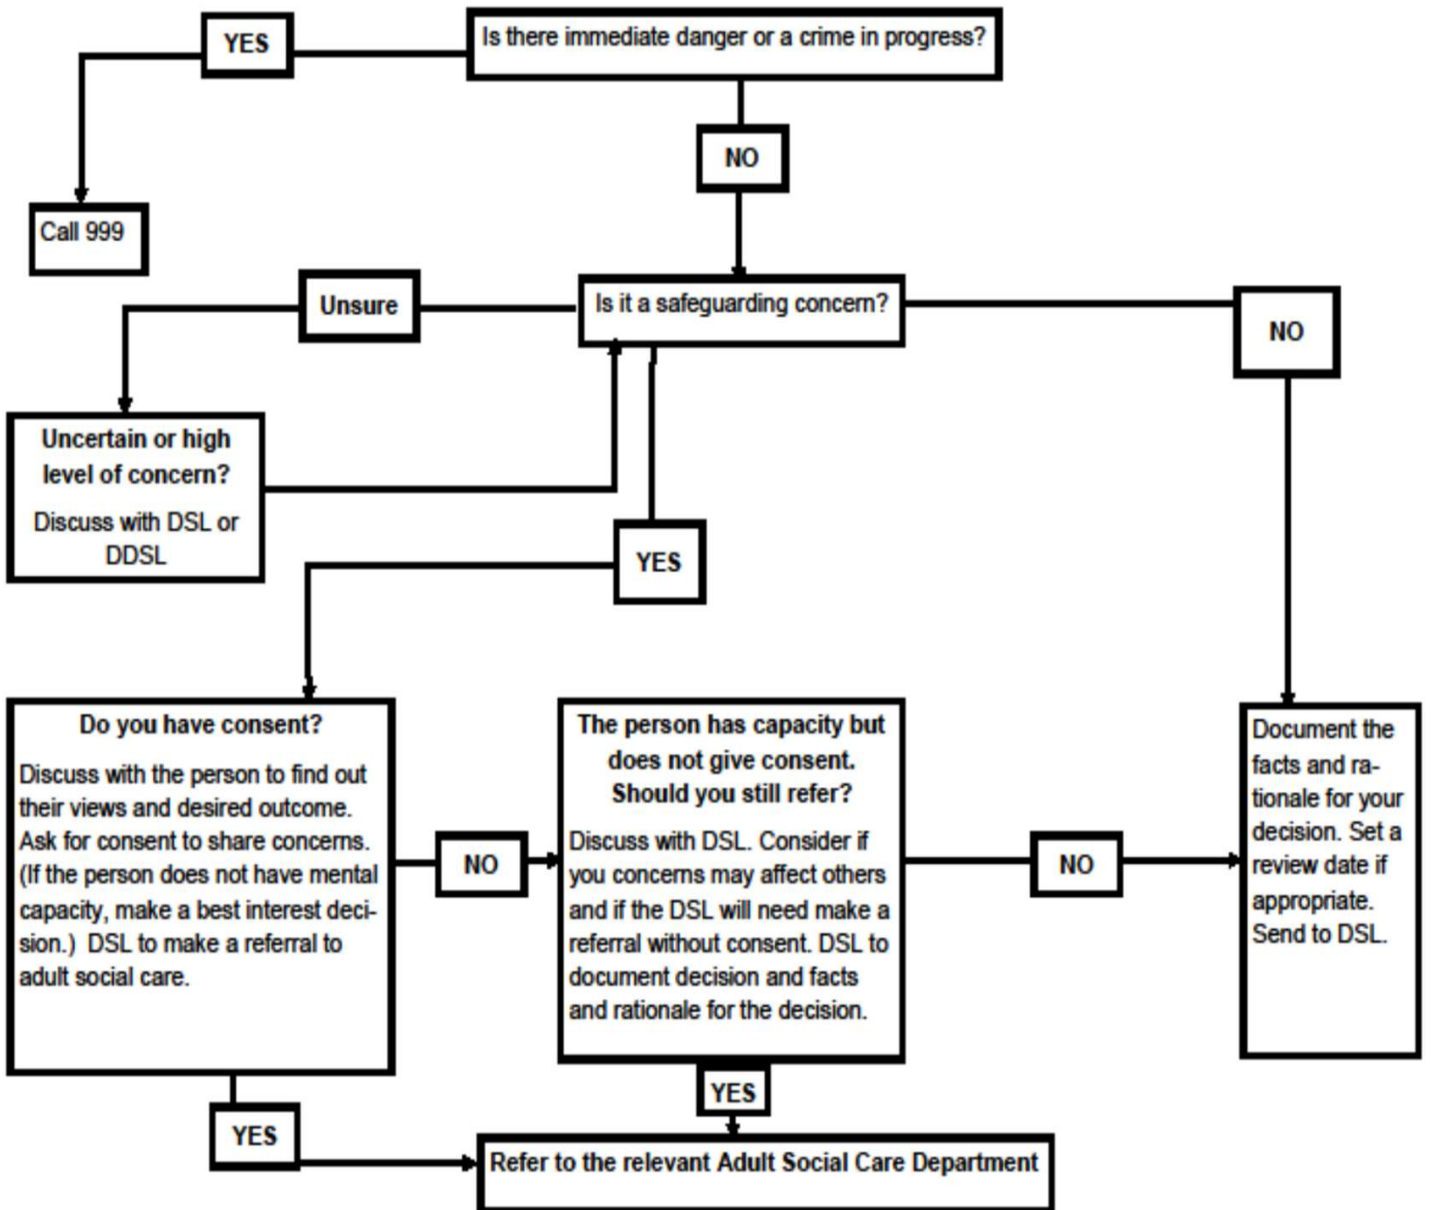 YES
Is there immediate danger or a crime in progress?
NO
Call 999
Unsure
Is it a safeguarding concern?
NO
Uncertain or high
level of concern?
Discuss with DSL or
DDSL
YES
Do you have consent?
Discuss with the person to find out
their views and desired outcome.
Ask for consent to share concerns.
(If the person does not have mental
capacity, make a best interest deci-
sion.) DSL to make a referral to
adult social care.
NO
The person has capacity but
does not give consent.
Should you still refer?
Discuss with DSL. Consider if
you concerns may affect others
and if the DSL will need make a
referral without consent. DSL to
document decision and facts
and rationale for the decision.
NO
Document the
facts and ra-
tionale for your
decision. Set a
review date if
appropriate.
Send to DSL.
YES
YES
Refer to the relevant Adult Social Care Department